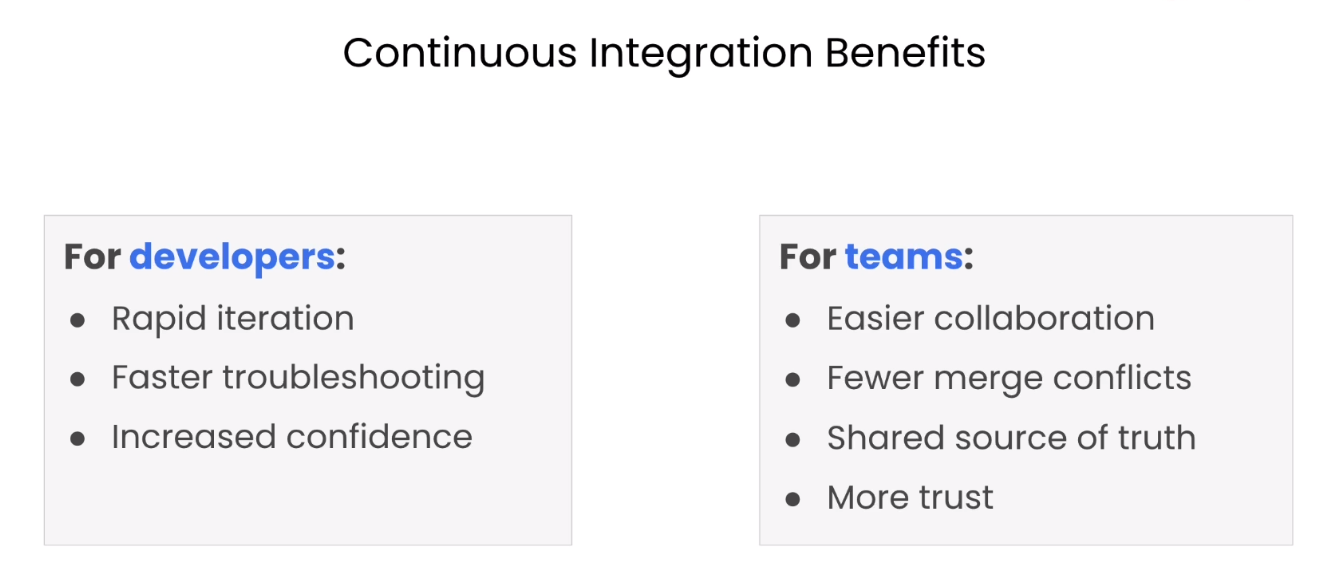 Continuous Integration Benefits
For developers:
● Rapid iteration
● Faster troubleshooting
● Increased confidence
For teams:
● Easier collaboration
● Fewer merge conflicts
● Shared source of truth
● More trust